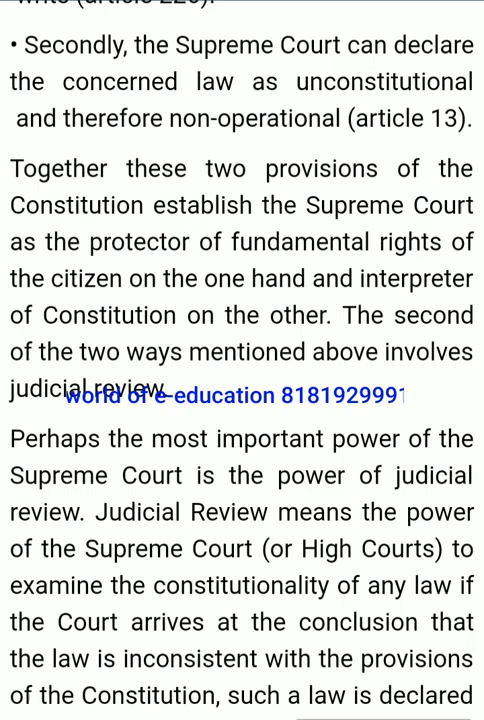 • Secondly, the Supreme Court can declare
the concerned law as unconstitutional
and therefore non-operational (article 13).
Together these two provisions of the
Constitution establish the Supreme Court
as the protector of fundamental rights of
the citizen on the one hand and interpreter
of Constitution on the other. The second
of the two ways mentioned above involves
judicial review.
world of e-education 8181929991
Perhaps the most important power of the
Supreme Court is the power of judicial
review. Judicial Review means the power
of the Supreme Court (or High Courts) to
examine the constitutionality of any law if
the Court arrives at the conclusion that
the law is inconsistent with the provisions
of the Constitution, such a law is declared